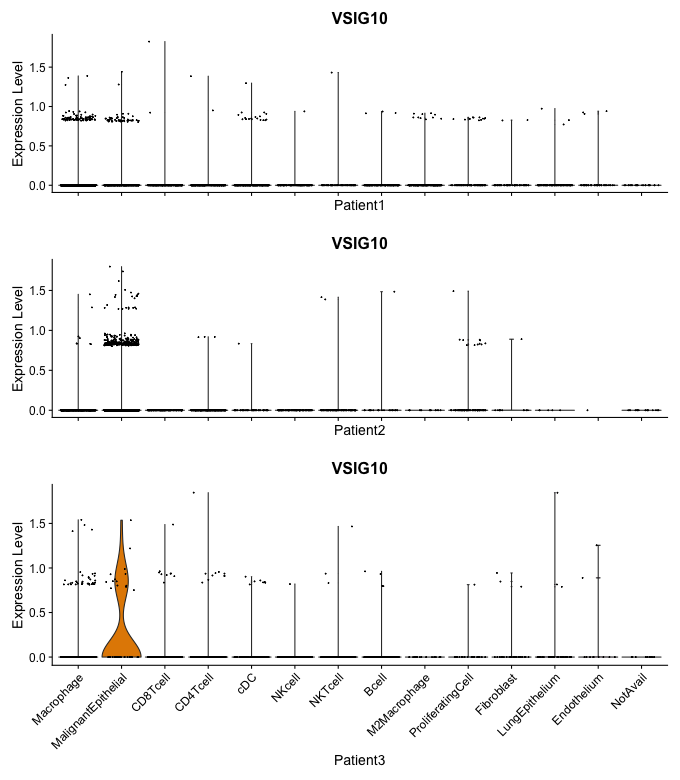 VSIG10
Expression Level
1.5
1.0
0.5
0.0
Patient1
VSIG10
Expression Level
1.5
1.0
0.5
0.0
Patient2
VSIG10
Expression Level
1.5
1.0
0.5
0.0
Macrophage
MalignantEpithelial
CD8Tcell
CD4Tcell
cDC
NKcell
NKTcell
Bcell
M2Macrophage
ProliferatingCell
Fibroblast
LungEpithelium
Endothelium
NotAvail
Patient3